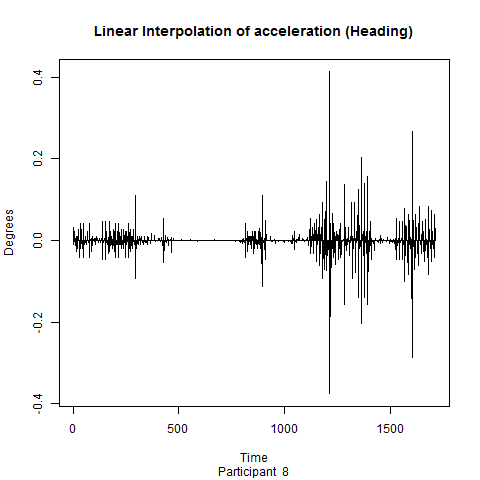 Linear Interpolation of acceleration (Heading)
0.4
0.2
0.0
-0.2
-0.4
Degrees
0 500 1000 1500
Time
Participant 8